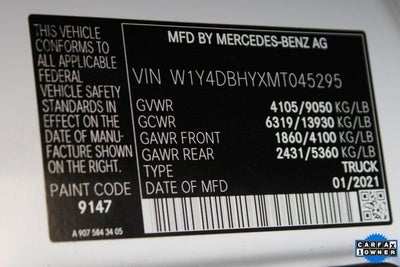 THIS VEHICLE
CONFORMS TO
ALL APPLICABLE
FEDERAL
VEHICLE SAFETY
STANDARDS IN
EFFECT ON THE
DATE OF MANU-
FACTURE SHOWN
ON THE RIGHT.
PAINT CODE
9147
A 907 584 34 05
MFD BY MERCEDES-BENZ AG
VIN W1Y4DBHYXMT045295
GVWR 4105/9050 KG/LB
GCWR 6319/13930 KG/LB
GAWR FRONT 1860/4100 KG/LB
GAWR REAR 2431/5360 KG/LB
TYPE TRUCK
DATE OF MFD 01/2021
CARFAX
1 OWNER